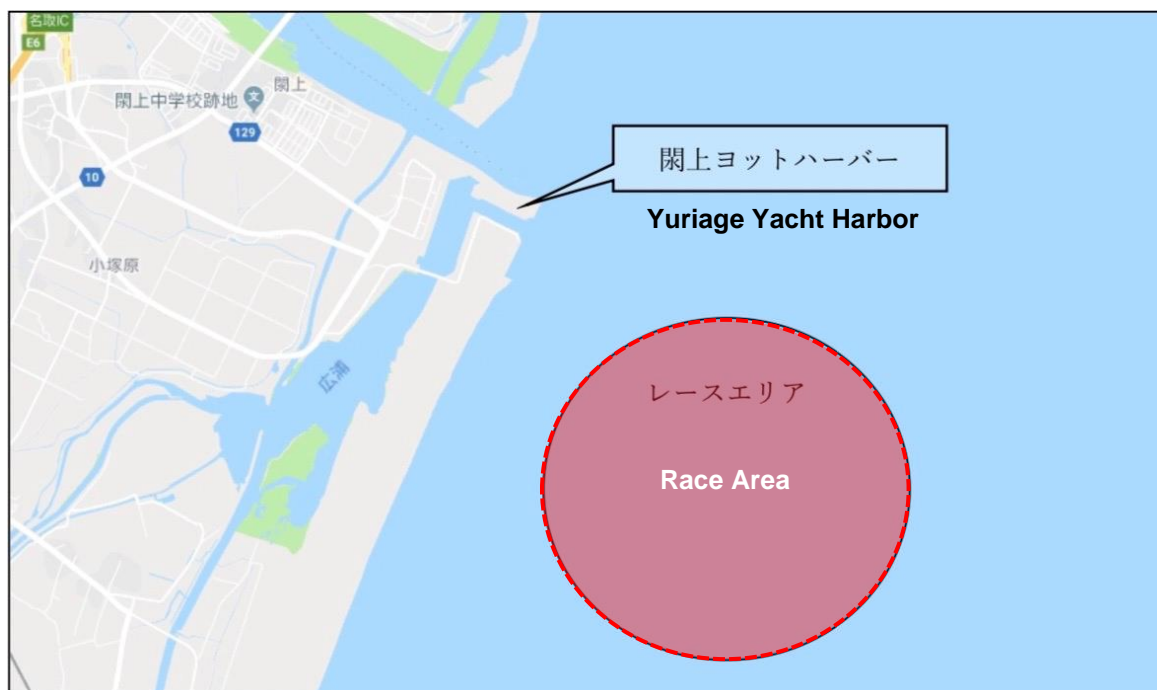 名取IC
E6
閖上
閖上中学校跡地
129
10
小塚原
広浦
閖上ヨットハーバー
Yuriage Yacht Harbor
レースエリア
Race Area